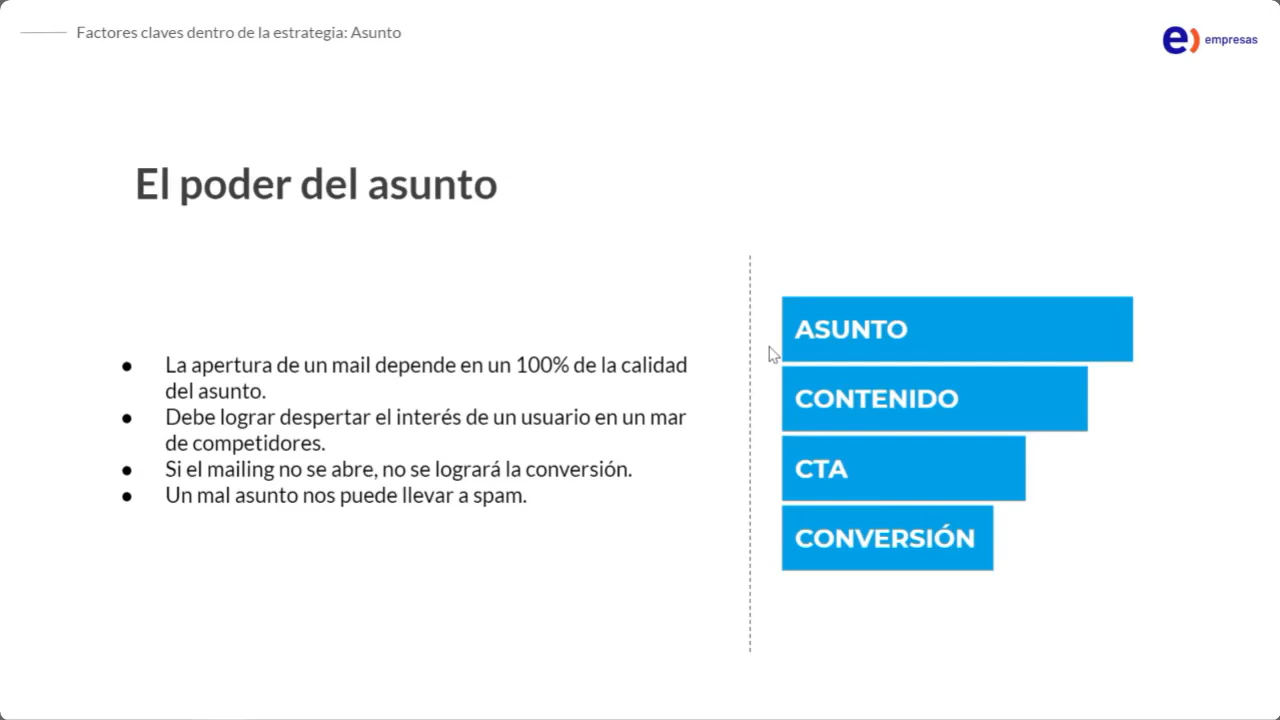 Factores claves dentro de la estrategia: Asunto
e) empresas
El poder del asunto
● La apertura de un mail depende en un 100% de la calidad
del asunto.
● Debe lograr despertar el interés de un usuario en un mar
de competidores.
● Si el mailing no se abre, no se logrará la conversión.
● Un mal asunto nos puede llevar a spam.
ASUNTO
CONTENIDO
CTA
CONVERSIÓN